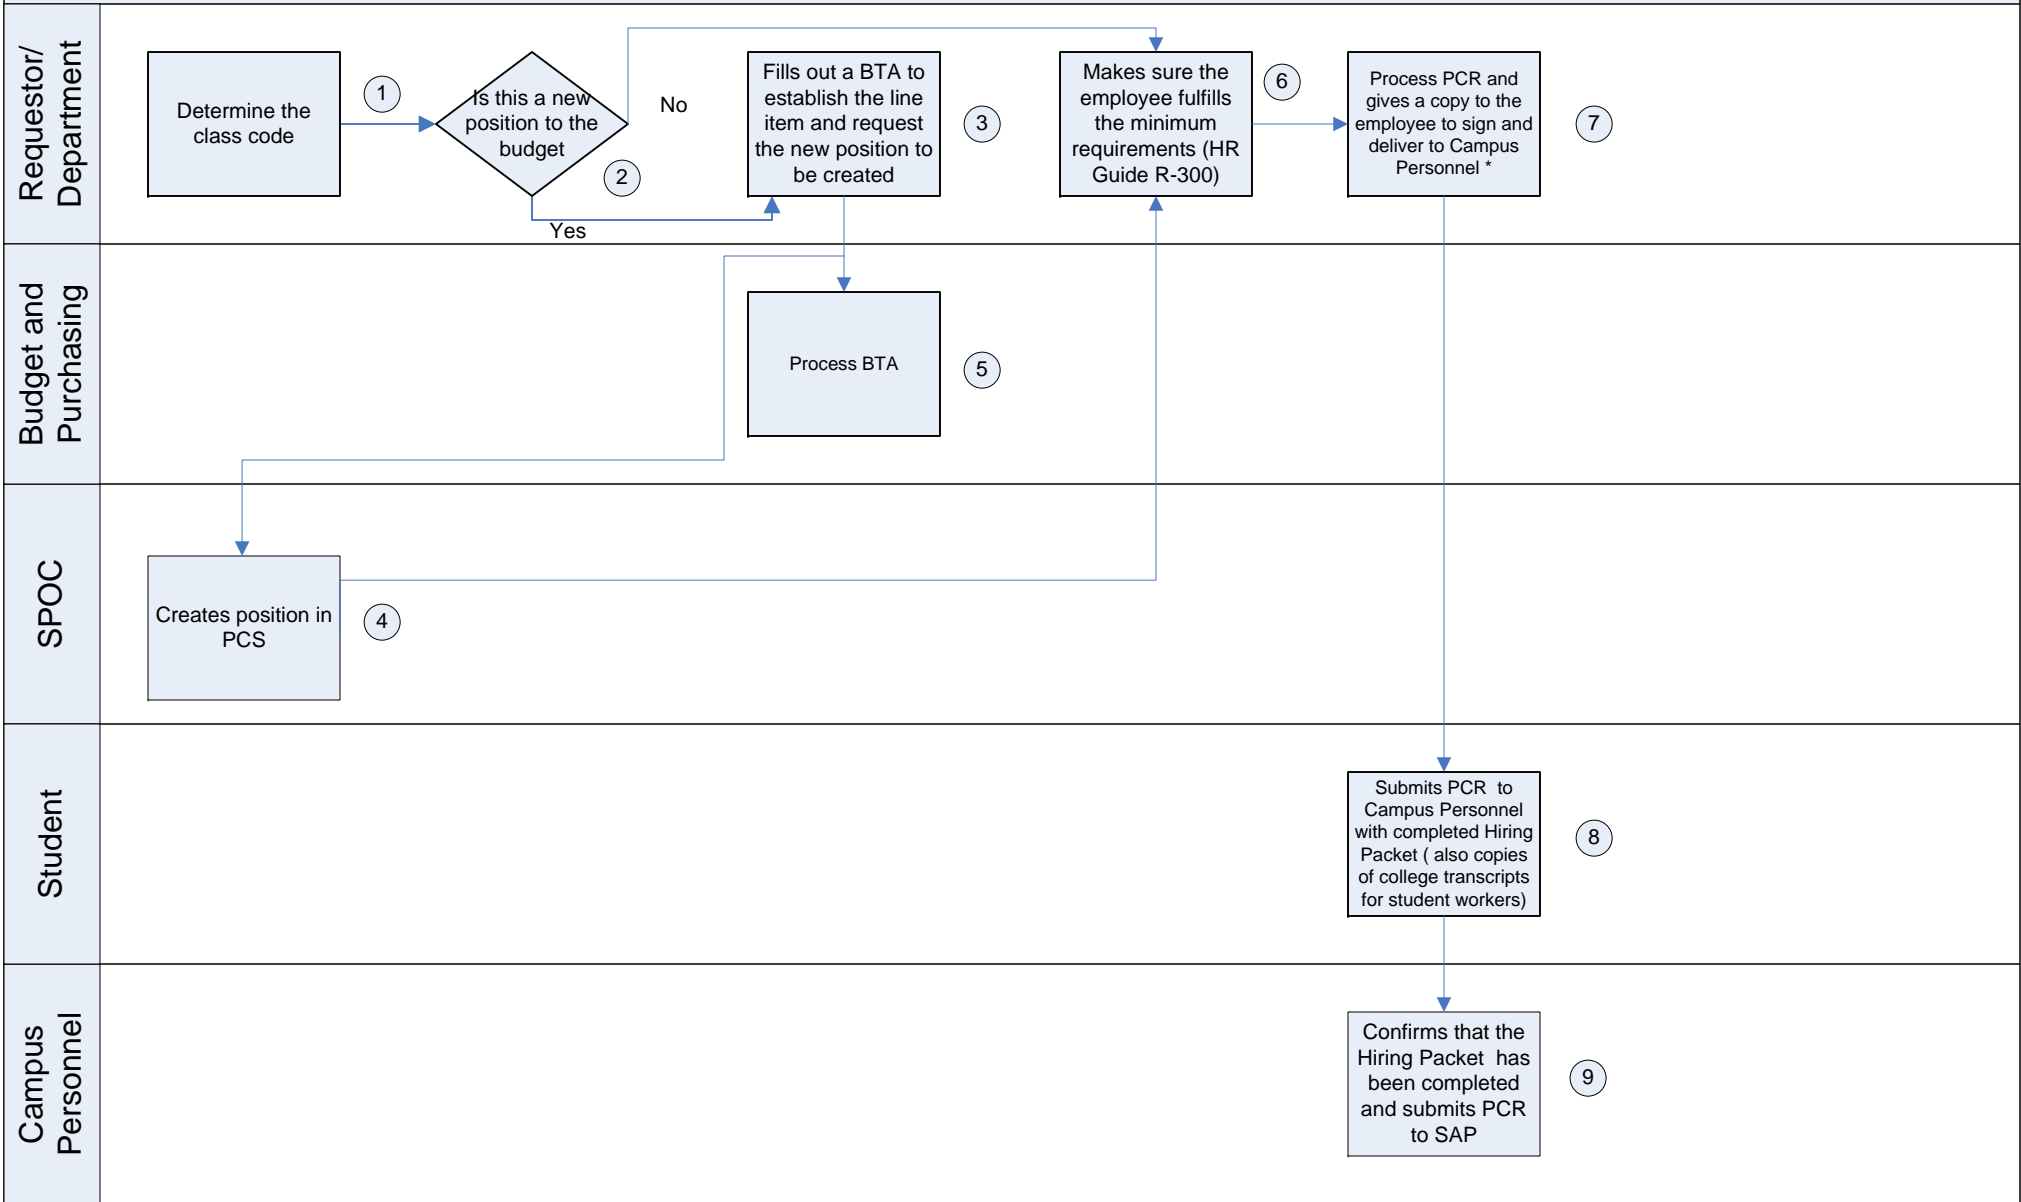 Requestor/
Department
Determine the
class code
1
Is this a new
position to the
budget
2
No
Yes
Fills out a BTA to
establish the line
item and request
the new position to
be created
3
Makes sure the
employee fulfills
the minimum
requirements (HR
Guide R-300)
6
Process PCR and
gives a copy to the
employee to sign and
deliver to Campus
Personnel *
7
Budget and
Purchasing
Process BTA
5
SPOC
Creates position in
PCS
4
Student
Submits PCR to
Campus Personnel
with completed Hiring
Packet ( also copies
of college transcripts
for student workers)
8
Campus
Personnel
Confirms that the
Hiring Packet has
been completed
and submits PCR
to SAP
9